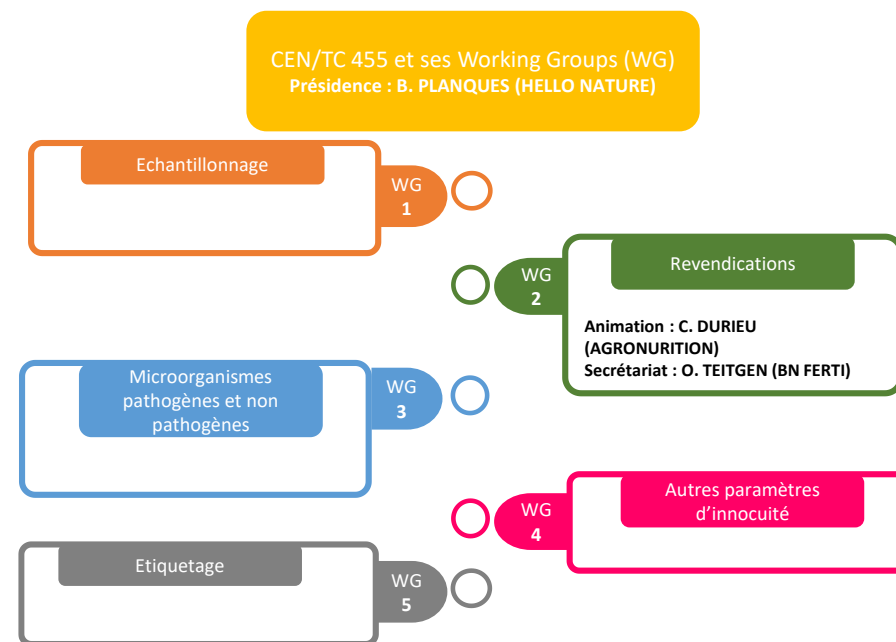 CEN/TC 455 et ses Working Groups (WG)
Présidence : B. PLANQUES (HELLO NATURE)
Echantillonnage
WG
1
WG
2
Revendications
Animation : C. DURIEU
(AGRONURITION)
Secrétariat : O. TEITGEN (BN FERTI)
Microorganismes
pathogènes et non
pathogènes
WG
3
WG
4
Autres paramètres
d’innocuité
Etiquetage
WG
5